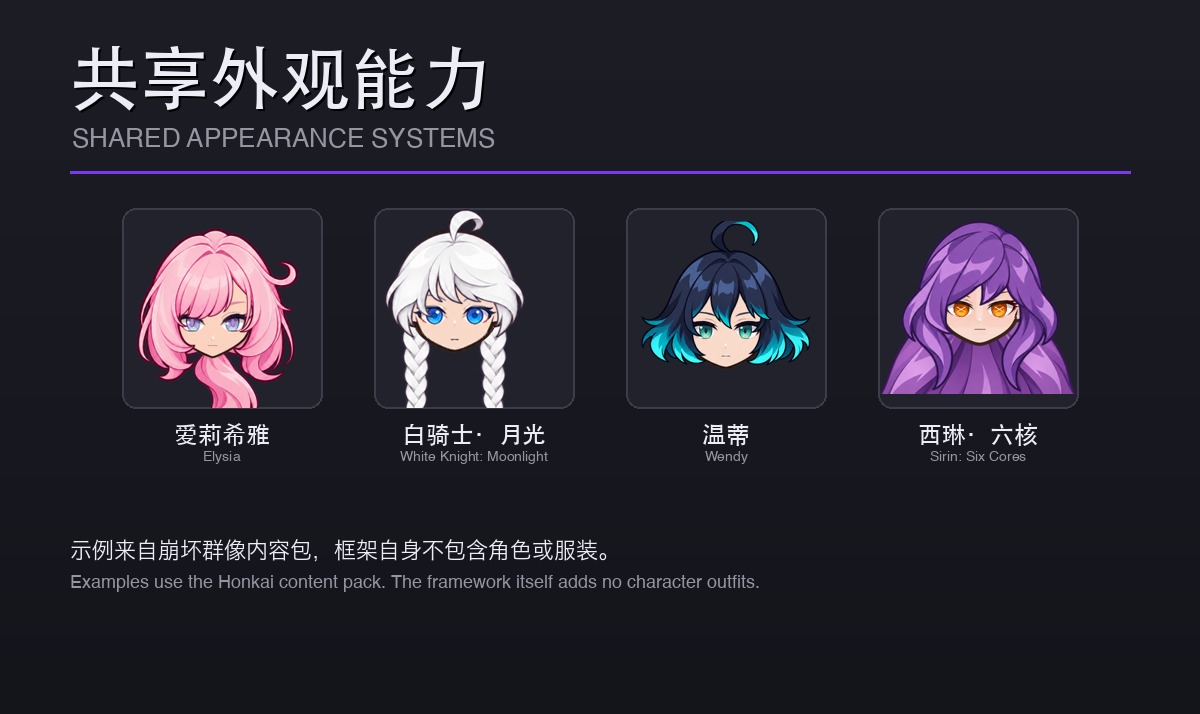 共享外观能力
SHARED APPEARANCE SYSTEMS
爱莉希雅
Elysia
白骑士· 月光
White Knight: Moonlight
温蒂
Wendy
西琳· 六核
Sirin: Six Cores
示例来自崩坏群像内容包，框架自身不包含角色或服装。
Examples use the Honkai content pack. The framework itself adds no character outfits.